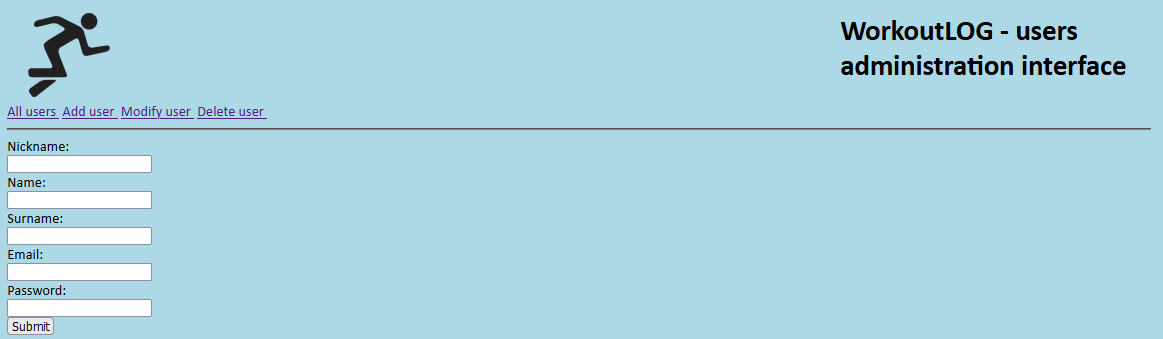 WorkoutLOG - users
administration interface
All users Add user Modify user Delete user
Nickname:
Name:
Surname:
Email:
Password:
Submit